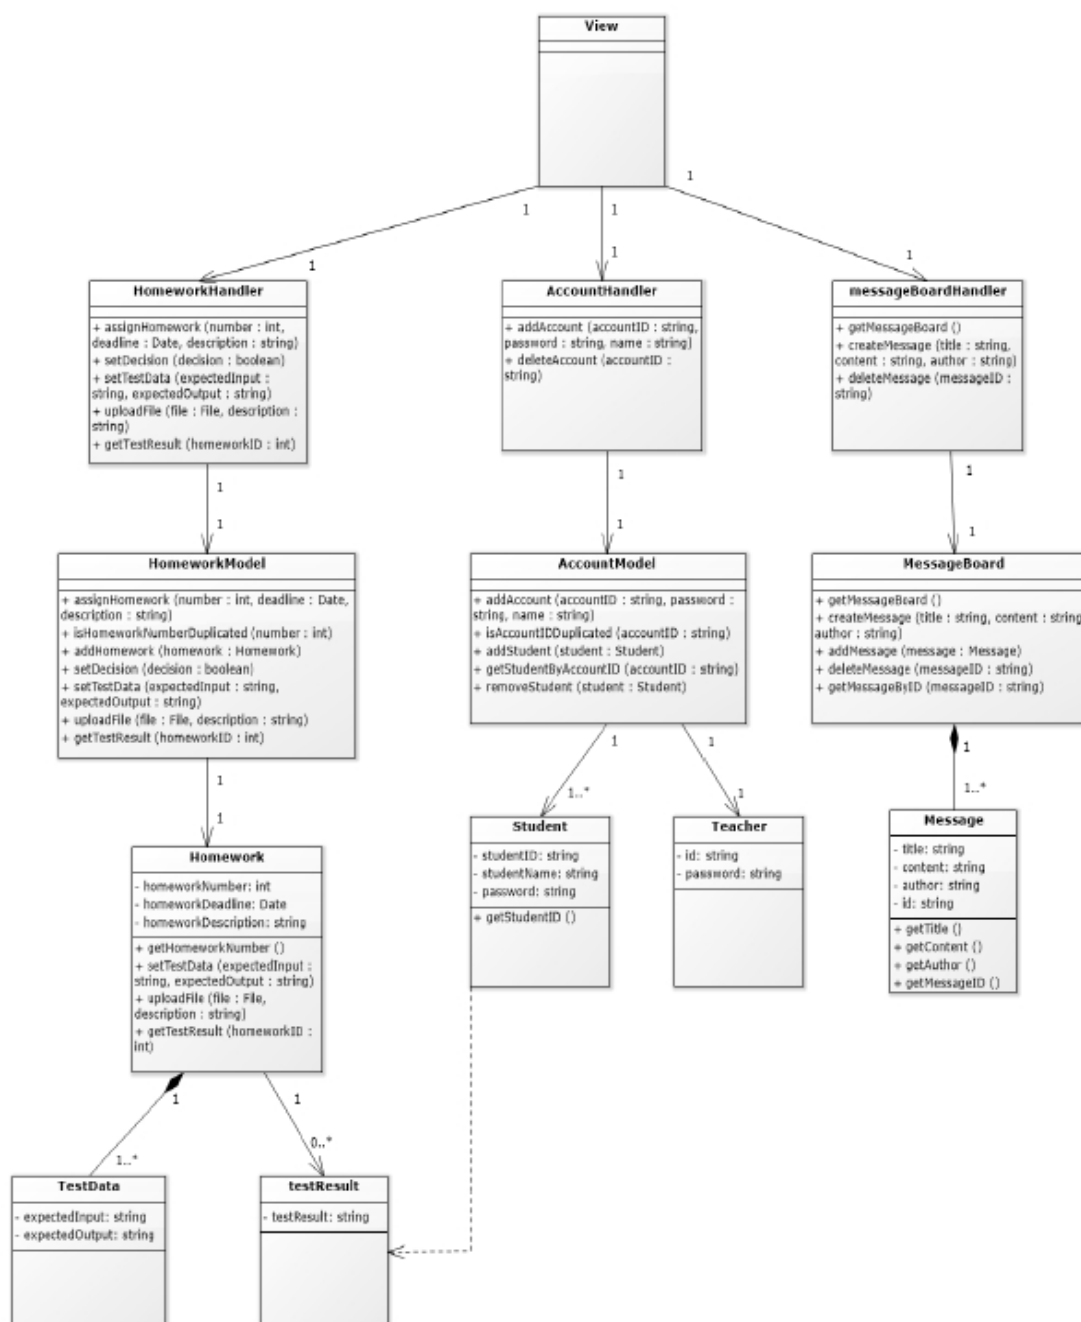 View
1
1
1
1
1
1
HomeworkHandler
+ assignHomework (number : int,
deadline : Date, description : string)
+ setDecision (decision : boolean)
+ setTestData (expectedInput :
string, expectedOutput : string)
+ uploadFile (file : File, description :
string)
+ getTestResult (homeworkID : int)
AccountHandler
+ addAccount (accountID : string,
password : string, name : string)
+ deleteAccount (accountID :
string)
messageBoardHandler
+ getMessageBoard ()
+ createMessage (title : string,
content : string, author : string)
+ deleteMessage (messageID :
string)
1
1
1
1
1
1
HomeworkModel
+ assignHomework (number : int, deadline : Date,
description : string)
+ isHomeworkNumberDuplicated (number : int)
+ addHomework (homework : Homework)
+ setDecision (decision : boolean)
+ setTestData (expectedInput : string,
expectedOutput : string)
+ uploadFile (file : File, description : string)
+ getTestResult (homeworkID : int)
AccountModel
+ addAccount (accountID : string, password :
string, name : string)
+ isAccountIDDuplicated (accountID : string)
+ addStudent (student : Student)
+ getStudentByAccountID (accountID : string)
+ removeStudent (student : Student)
MessageBoard
+ getMessageBoard ()
+ createMessage (title : string, content : string
author : string)
+ addMessage (message : Message)
+ deleteMessage (messageID : string)
+ getMessageByID (messageID : string)
1
1
1
1..*
1
1
1
1..*
Homework
- homeworkNumber: int
- homeworkDeadline: Date
- homeworkDescription: string
+ getHomeworkNumber ()
+ setTestData (expectedInput :
string, expectedOutput : string)
+ uploadFile (file : File,
description : string)
+ getTestResult (homeworkID :
int)
Student
- studentID: string
- studentName: string
- password: string
+ getStudentID ()
Teacher
- id: string
- password: string
Message
- title: string
- content: string
- author: string
- id: string
+ getTitle ()
+ getContent ()
+ getAuthor ()
+ getMessageID ()
1
1
1..*
0..*
TestData
- expectedInput: string
- expectedOutput: string
testResult
- testResult: string